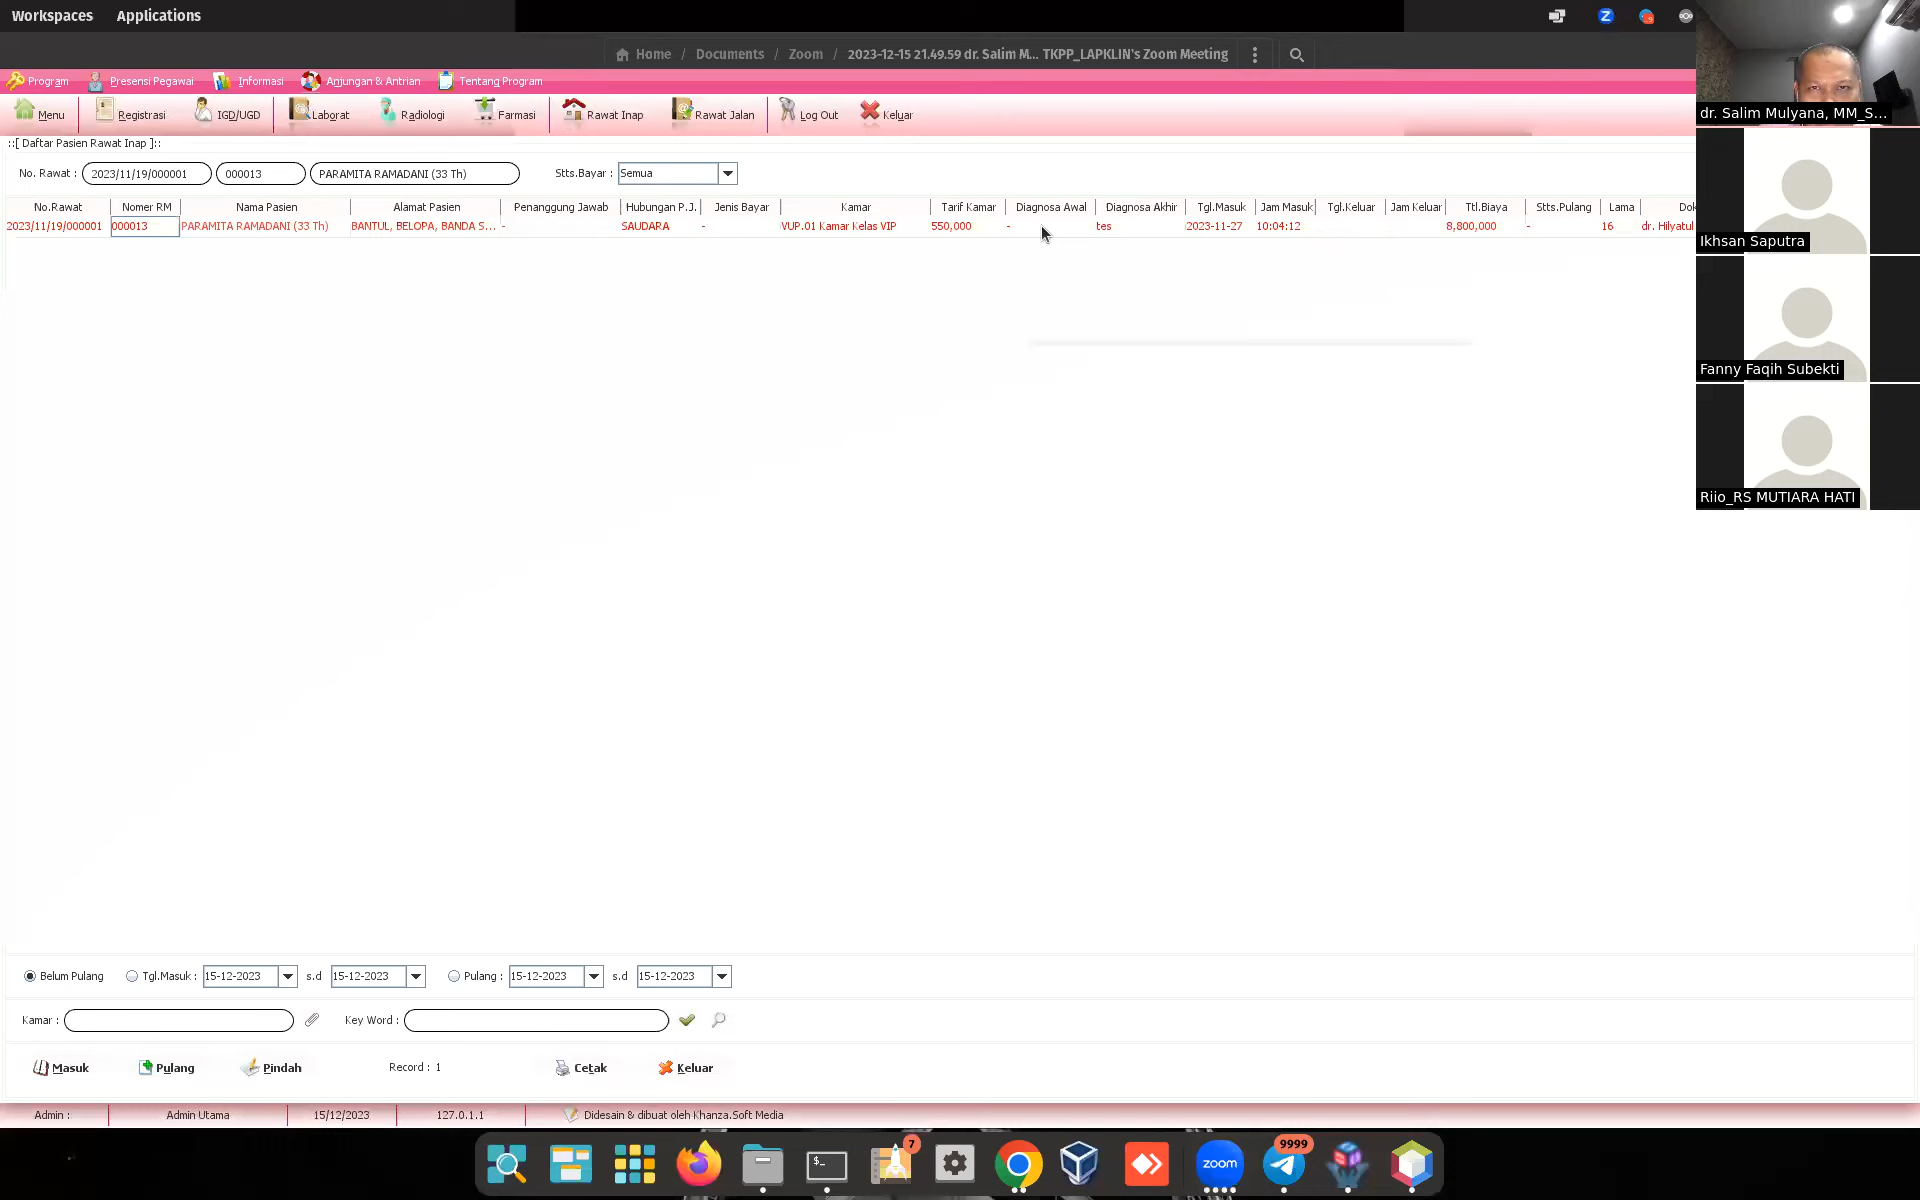 Workspaces Applications
Home / Documents / Zoom / 2023-12-15 21.49.59 dr. Salim M... TKPP_LAPKLIN's Zoom Meeting
Program Presensi Pegawai Informasi Anjungan & Antrian Tentang Program
Menu Registrasi IGD/UGD Laborat Radiologi Farmasi Rawat Inap Rawat Jalan Log Out Keluar
dr. Salim Mulyana, MM_S...
::[ Daftar Pasien Rawat Inap ]::
No. Rawat : 2023/11/19/000001 000013 PARAMITA RAMADANI (33 Th) Stts.Bayar : Semua
No.Rawat Nomer RM Nama Pasien Alamat Pasien Penanggung Jawab Hubungan P.J. Jenis Bayar Kamar Tarif Kamar Diagnosa Awal Diagnosa Akhir Tgl.Masuk Jam Masuk Tgl.Keluar Jam Keluar Ttl.Biaya Stts.Pulang Lama Dok
2023/11/19/000001 000013 PARAMITA RAMADANI (33 Th) BANTUL, BELOPA, BANDA S... - SAUDARA - VUP.01 Kamar Kelas VIP 550,000 - tes 2023-11-27 10:04:12 8,800,000 - 16 dr. Hilyatul
Ikhsan Saputra
Fanny Faqih Subekti
Riio_RS MUTIARA HATI
Belum Pulang Tgl.Masuk : 15-12-2023 s.d 15-12-2023 Pulang : 15-12-2023 s.d 15-12-2023
Kamar : Key Word :
Masuk Pulang Pindah Record : 1 Cetak Keluar
Admin : Admin Utama 15/12/2023 127.0.1.1 Didesain & dibuat oleh Khanza.Soft Media
7
9999
$_
zoom